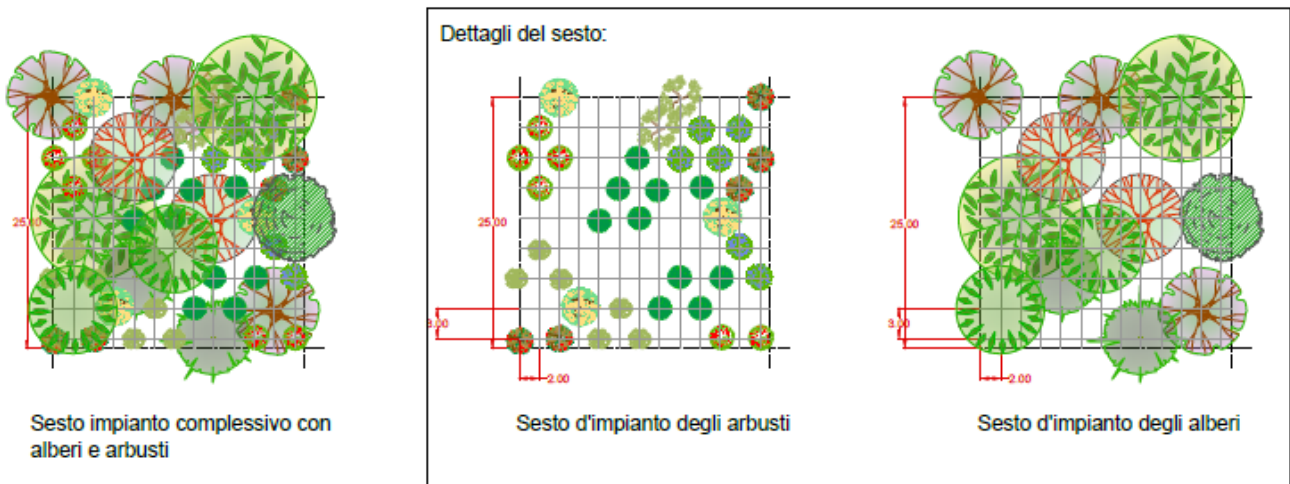 Dettagli del sesto:
25.00
25.00
25.00
3.00
2.00
3.00
2.00
Sesto impianto complessivo con
alberi e arbusti
Sesto d'impianto degli arbusti
Sesto d'impianto degli alberi